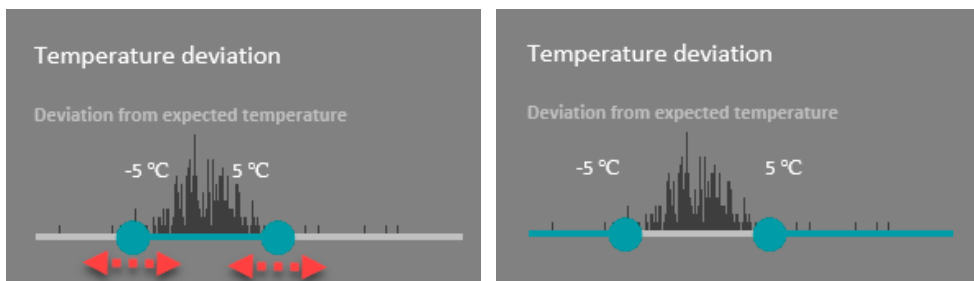 Temperature deviation
Deviation from expected temperature
-5 °C 5 °C
Temperature deviation
Deviation from expected temperature
-5 °C 5 °C